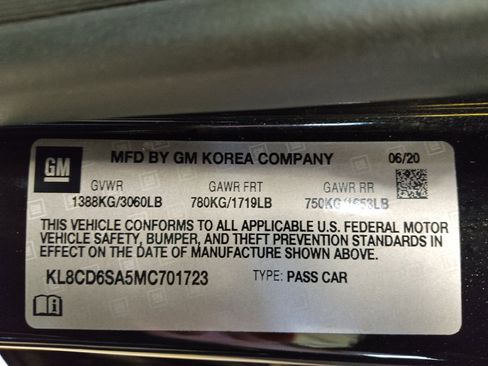 GM MFD BY GM KOREA COMPANY 06/20
GVWR GAWR FRT GAWR RR
1388KG/3060LB 780KG/1719LB 750KG/1653LB
THIS VEHICLE CONFORMS TO ALL APPLICABLE U.S. FEDERAL MOTOR
VEHICLE SAFETY, BUMPER, AND THEFT PREVENTION STANDARDS IN
EFFECT ON THE DATE OF MANUFACTURE SHOWN ABOVE.
KL8CD6SA5MC701723 TYPE: PASS CAR